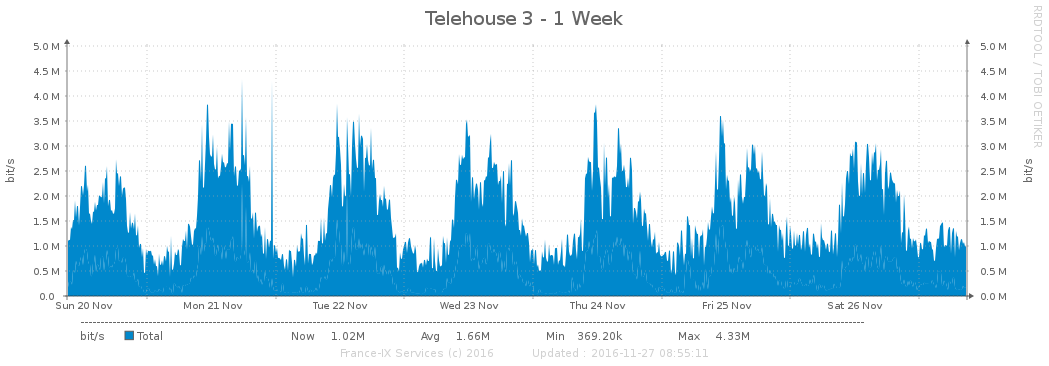 Telehouse 3 - 1 Week
RRDTOOL / TOBI OETIKER
5.0 M 5.0 M
4.5 M 4.5 M
4.0 M 4.0 M
3.5 M 3.5 M
3.0 M 3.0 M
2.5 M 2.5 M
2.0 M 2.0 M
1.5 M 1.5 M
1.0 M 1.0 M
0.5 M 0.5 M
0.0 0.0 M
bit/s
bit/s
Sun 20 Nov Mon 21 Nov Tue 22 Nov Wed 23 Nov Thu 24 Nov Fri 25 Nov Sat 26 Nov
bit/s Total Now 1.02M Avg 1.66M Min 369.20k Max 4.33M
France-IX Services (c) 2016 Updated : 2016-11-27 08:55:11